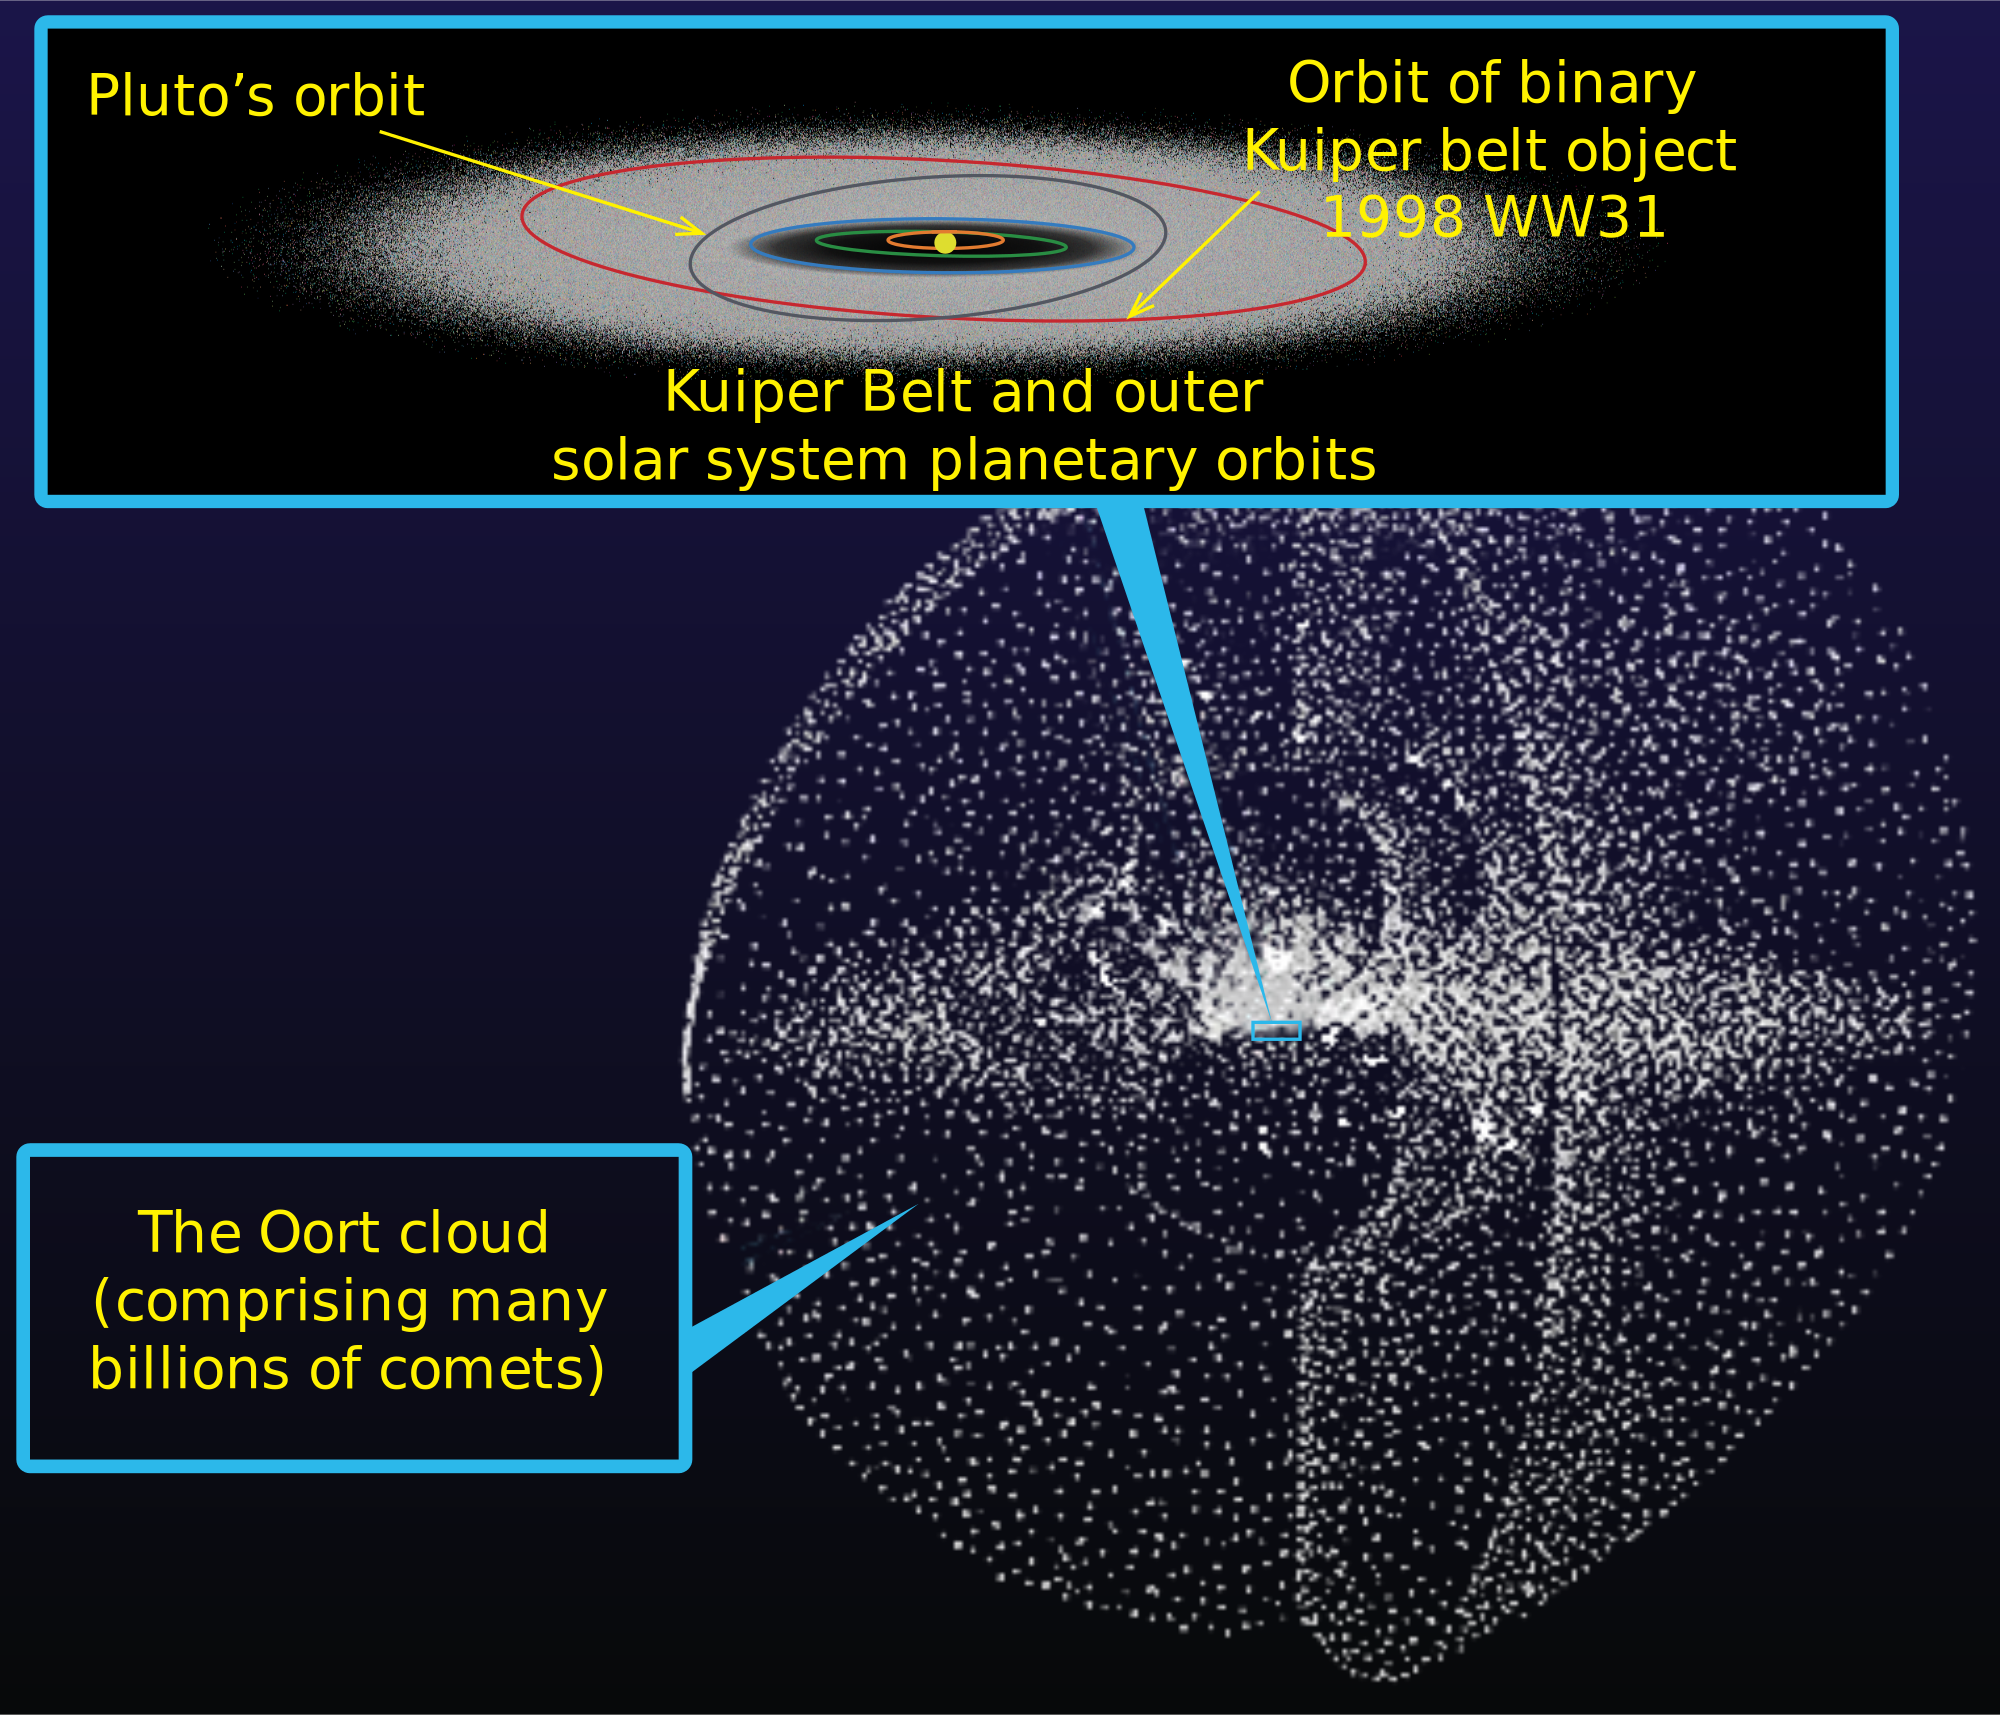 Pluto’s orbit
Orbit of binary
Kuiper belt object
1998 WW31
Kuiper Belt and outer
solar system planetary orbits
The Oort cloud
(comprising many
billions of comets)